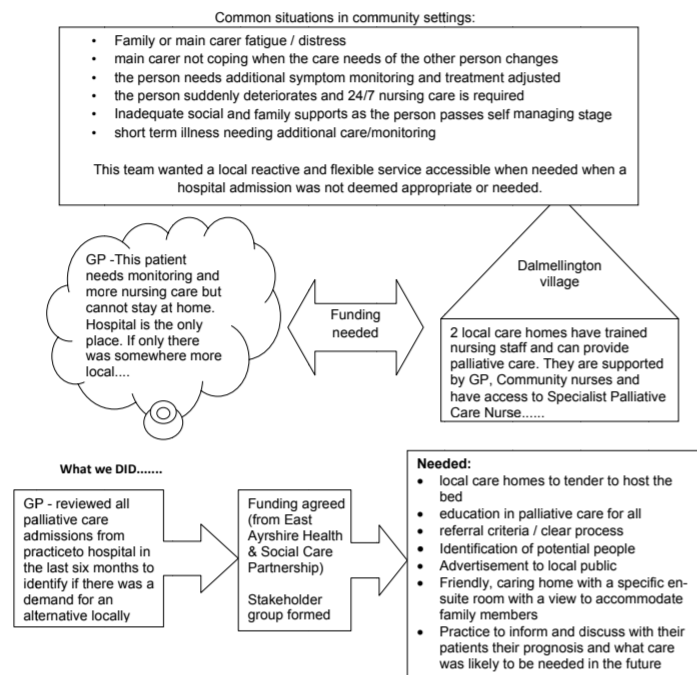 Common situations in community settings:
• Family or main carer fatigue / distress
• main carer not coping when the care needs of the other person changes
• the person needs additional symptom monitoring and treatment adjusted
• the person suddenly deteriorates and 24/7 nursing care is required
• Inadequate social and family supports as the person passes self managing stage
• short term illness needing additional care/monitoring
This team wanted a local reactive and flexible service accessible when needed when a
hospital admission was not deemed appropriate or needed.
GP -This patient
needs monitoring and
more nursing care but
cannot stay at home.
Hospital is the only
place. If only there
was somewhere more
local....
Funding
needed
Dalmellington
village
2 local care homes have trained
nursing staff and can provide
palliative care. They are supported
by GP, Community nurses and
have access to Specialist Palliative
Care Nurse......
What we DID.......
GP - reviewed all
palliative care
admissions from
practiceto hospital in
the last six months to
identify if there was a
demand for an
alternative locally
Funding agreed
(from East
Ayrshire Health
& Social Care
Partnership)
Stakeholder
group formed
Needed:
• local care homes to tender to host the
bed
• education in palliative care for all
• referral criteria / clear process
• Identification of potential people
• Advertisement to local public
• Friendly, caring home with a specific en-
suite room with a view to accommodate
family members
• Practice to inform and discuss with their
patients their prognosis and what care
was likely to be needed in the future